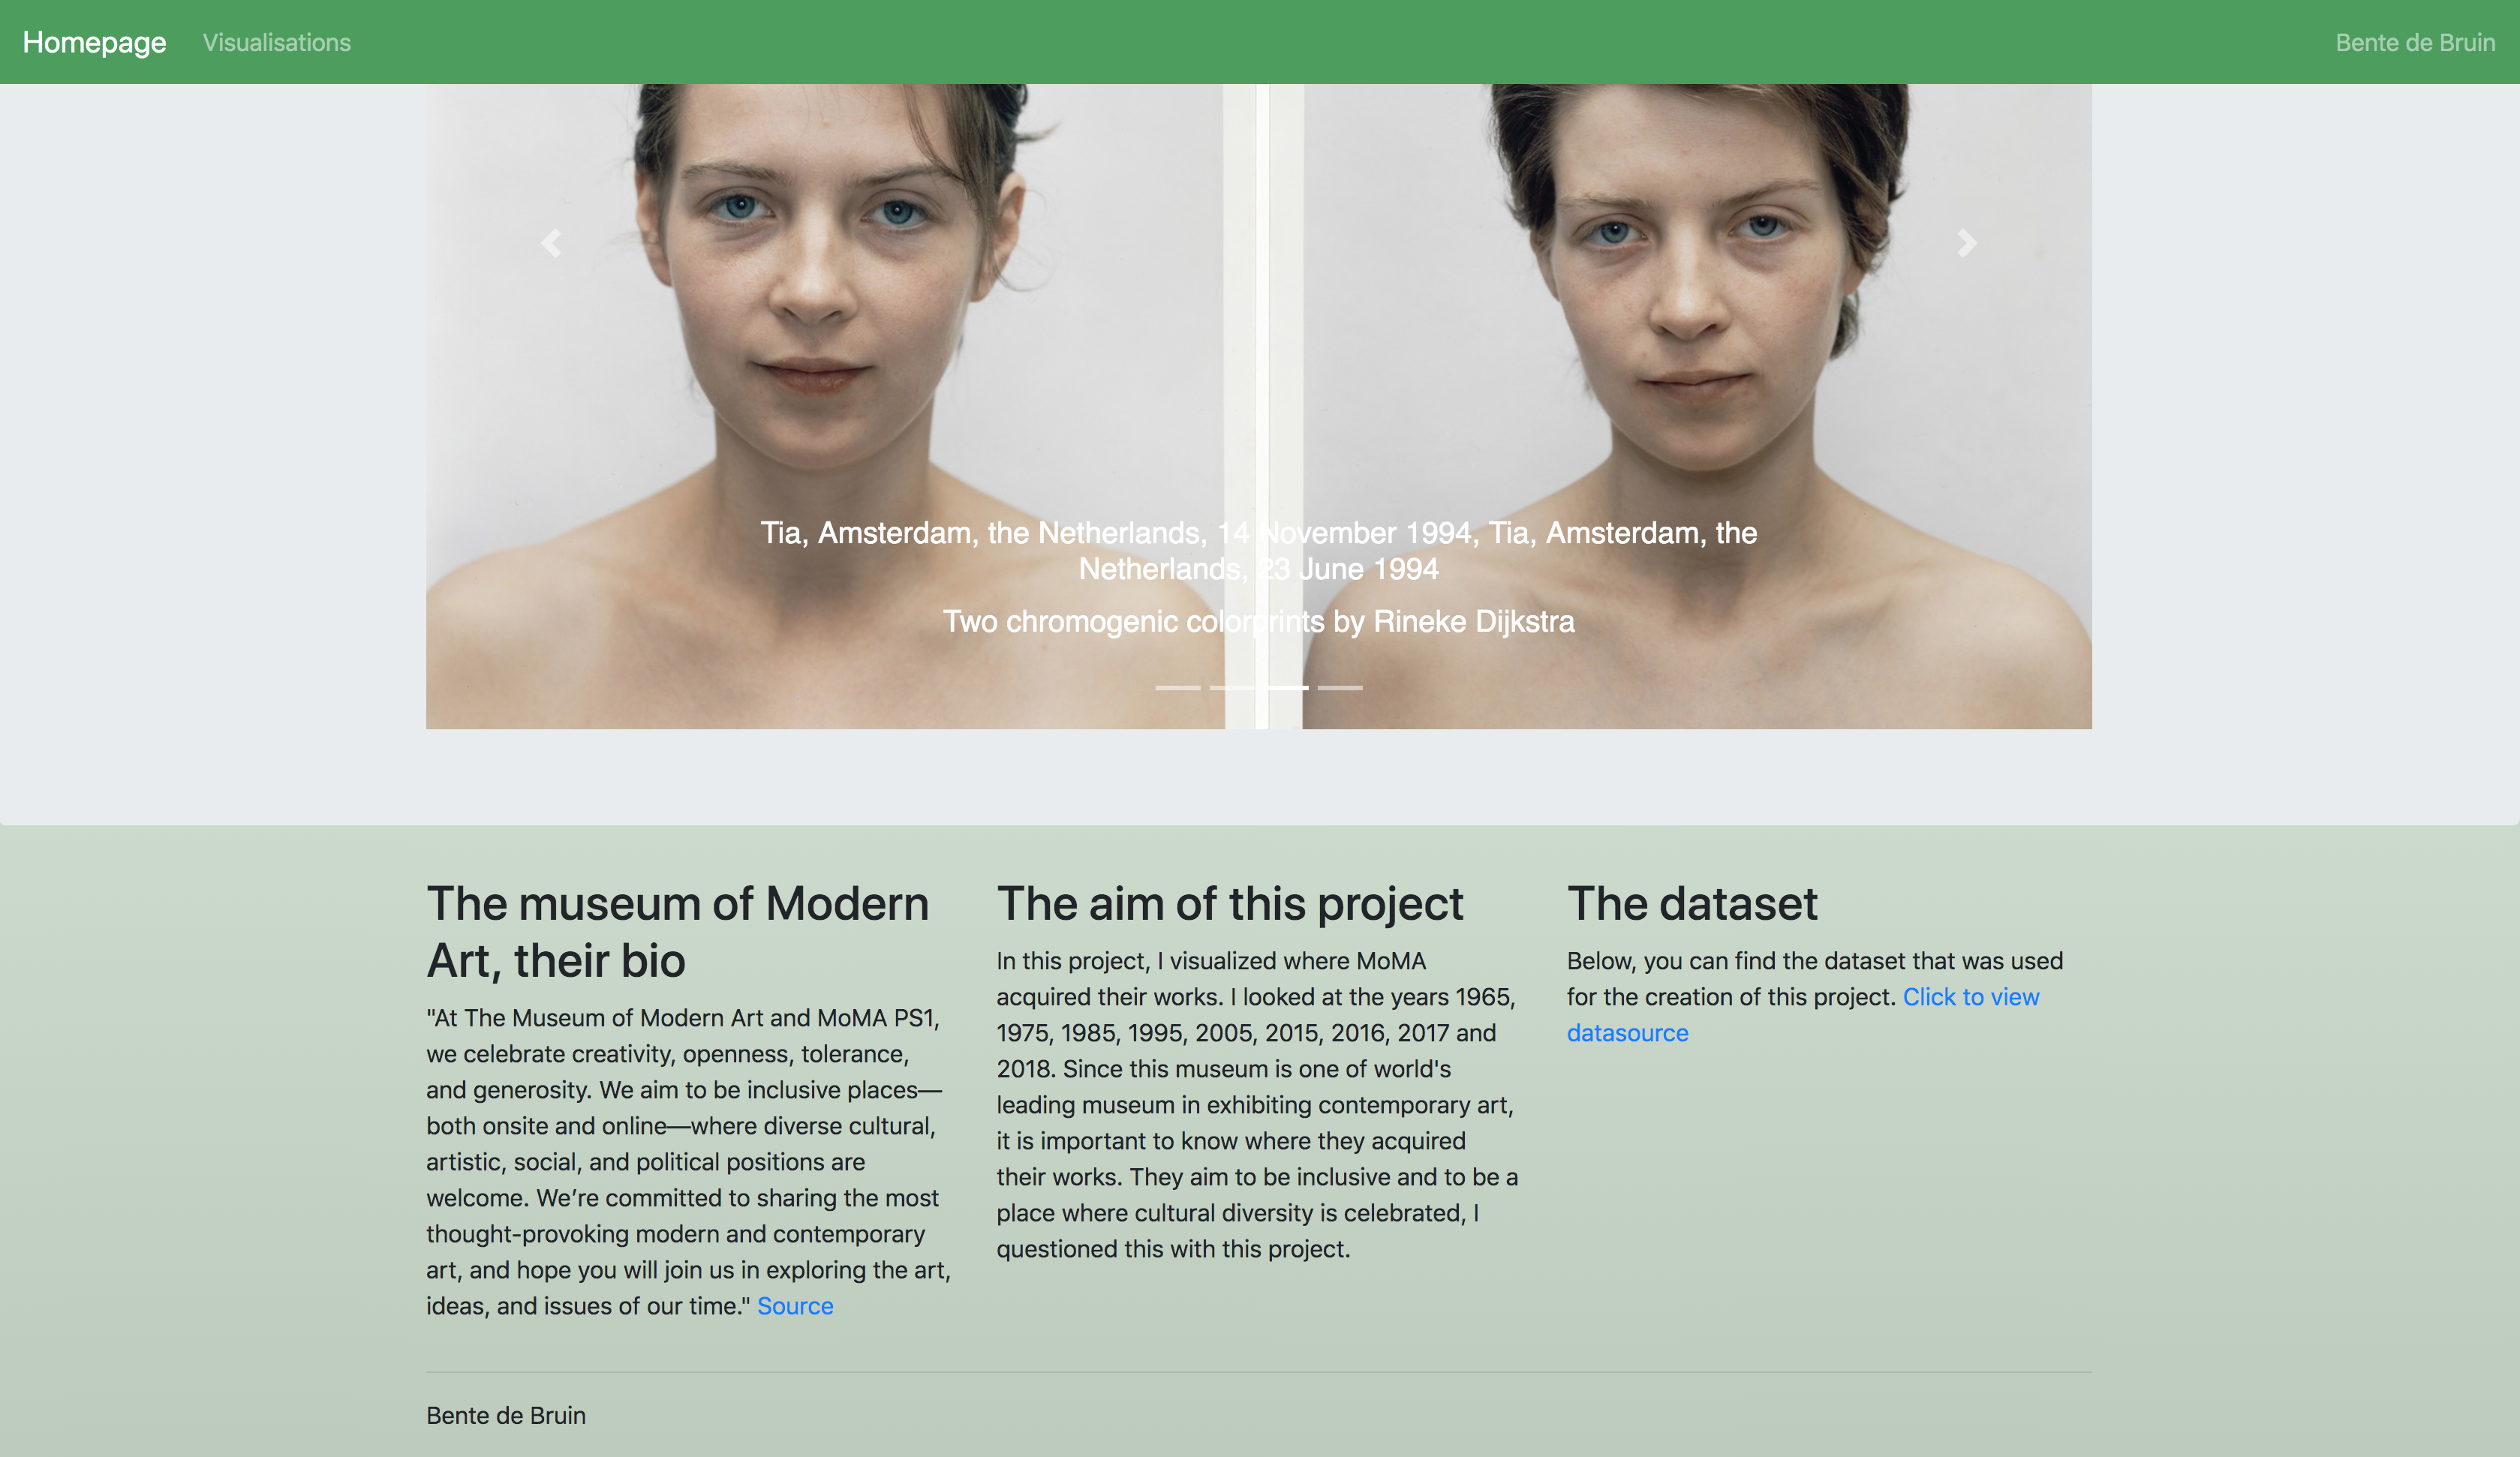 Homepage Visualisations Bente de Bruin
Tia, Amsterdam, the Netherlands, 14 November 1994, Tia, Amsterdam, the
Netherlands, 23 June 1994
Two chromogenic colorprints by Rineke Dijkstra
The museum of Modern
Art, their bio
"At The Museum of Modern Art and MoMA PS1,
we celebrate creativity, openness, tolerance,
and generosity. We aim to be inclusive places—
both onsite and online—where diverse cultural,
artistic, social, and political positions are
welcome. We’re committed to sharing the most
thought-provoking modern and contemporary
art, and hope you will join us in exploring the art,
ideas, and issues of our time." Source
The aim of this project
In this project, I visualized where MoMA
acquired their works. I looked at the years 1965,
1975, 1985, 1995, 2005, 2015, 2016, 2017 and
2018. Since this museum is one of world's
leading museum in exhibiting contemporary art,
it is important to know where they acquired
their works. They aim to be inclusive and to be a
place where cultural diversity is celebrated, I
questioned this with this project.
The dataset
Below, you can find the dataset that was used
for the creation of this project. Click to view
datasource
Bente de Bruin